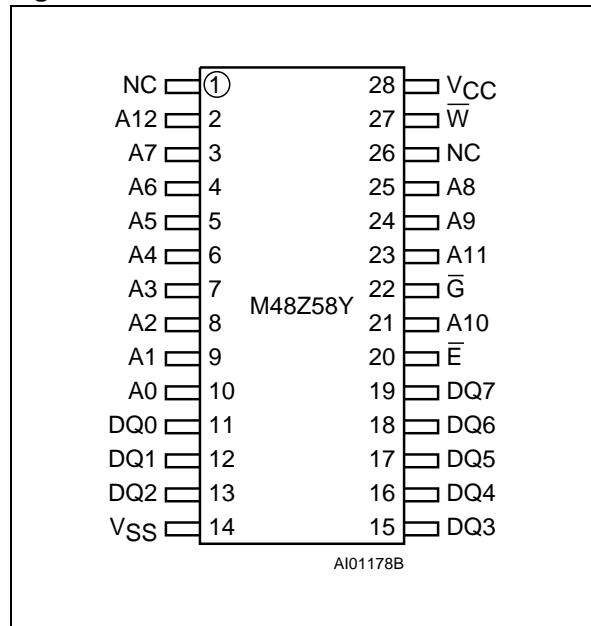 NC 1 28 VCC
A12 2 27 W̅
A7 3 26 NC
A6 4 25 A8
A5 5 24 A9
A4 6 23 A11
A3 7 22 G̅
M48Z58Y
A2 8 21 A10
A1 9 20 E̅
A0 10 19 DQ7
DQ0 11 18 DQ6
DQ1 12 17 DQ5
DQ2 13 16 DQ4
VSS 14 15 DQ3
AI01178B